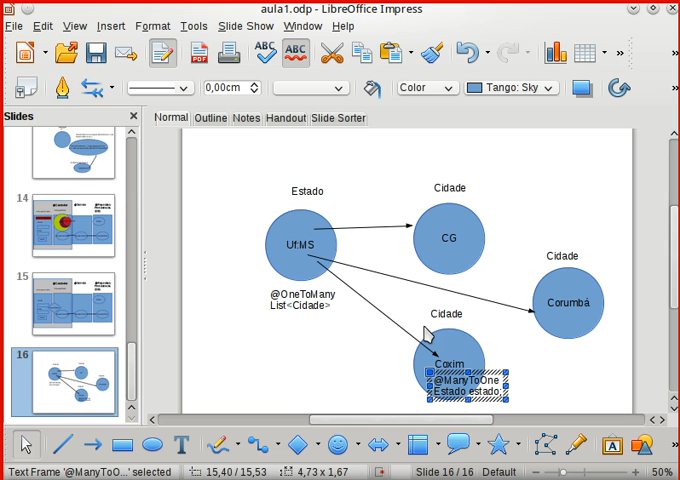 aula1.odp - LibreOffice Impress
File Edit View Insert Format Tools Slide Show Window Help
PDF ABC ABC
0,00cm Color Tango: Sky
Slides
Normal Outline Notes Handout Slide Sorter
14
15
16
Estado
Cidade
Uf:MS
CG
Cidade
Corumbá
@OneToMany
List<Cidade>
Cidade
Coxim
@ManyToOne
Estado estado;
Text Frame '@ManyToO...' selected 15,40 / 15,53 4,73 x 1,67 Slide 16 / 16 Default 50%